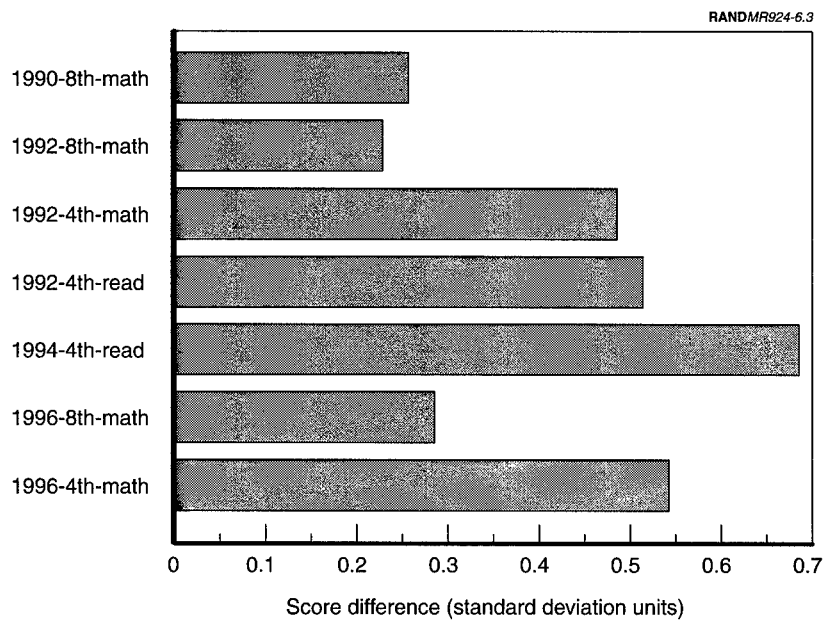 RANDMR924-6.3
1990-8th-math
1992-8th-math
1992-4th-math
1992-4th-read
1994-4th-read
1996-8th-math
1996-4th-math
0 0.1 0.2 0.3 0.4 0.5 0.6 0.7
Score difference (standard deviation units)